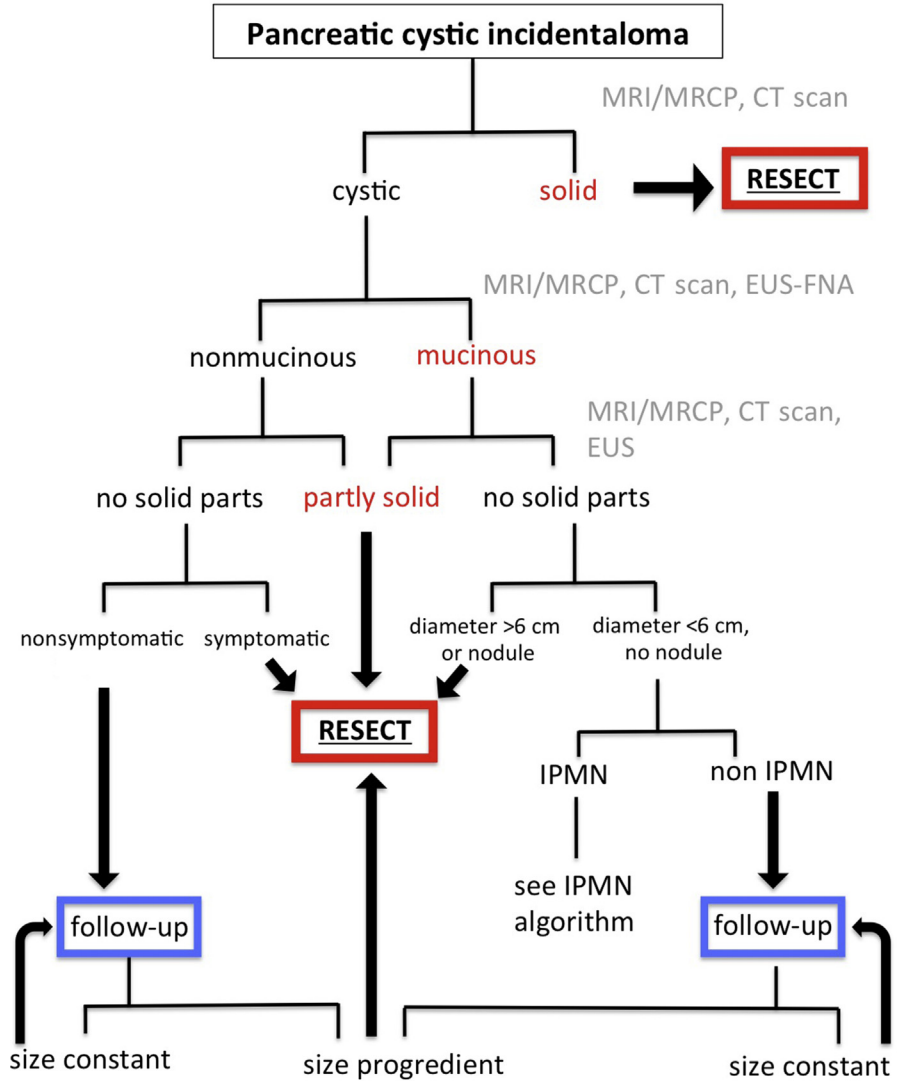 Pancreatic cystic incidentaloma
MRI/MRCP, CT scan
cystic
solid
RESECT
MRI/MRCP, CT scan, EUS-FNA
nonmucinous
mucinous
MRI/MRCP, CT scan,
EUS
no solid parts
partly solid
no solid parts
nonsymptomatic
symptomatic
diameter >6 cm
or nodule
diameter <6 cm,
no nodule
RESECT
IPMN
non IPMN
see IPMN
algorithm
follow-up
follow-up
size constant
size progredient
size constant